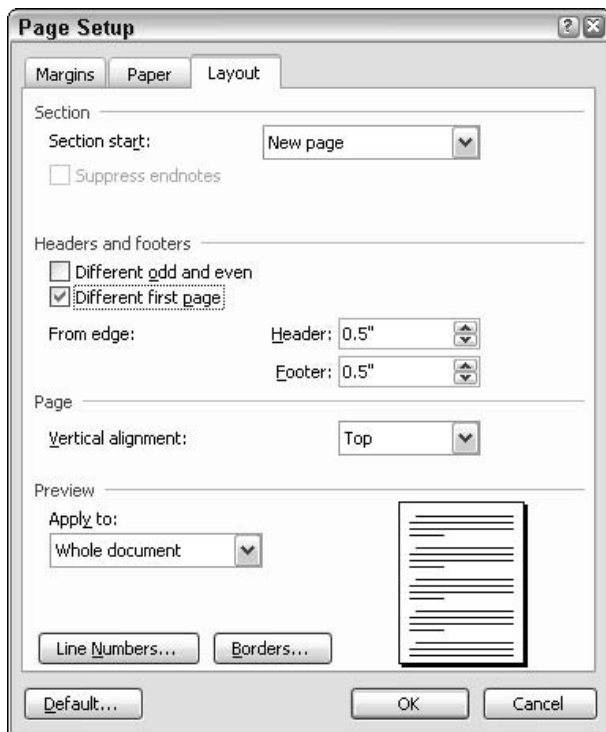 Page Setup
Margins Paper Layout
Section
Section start: New page
Suppress endnotes
Headers and footers
Different odd and even
Different first page
From edge: Header: 0.5"
Footer: 0.5"
Page
Vertical alignment: Top
Preview
Apply to:
Whole document
Line Numbers... Borders...
Default... OK Cancel